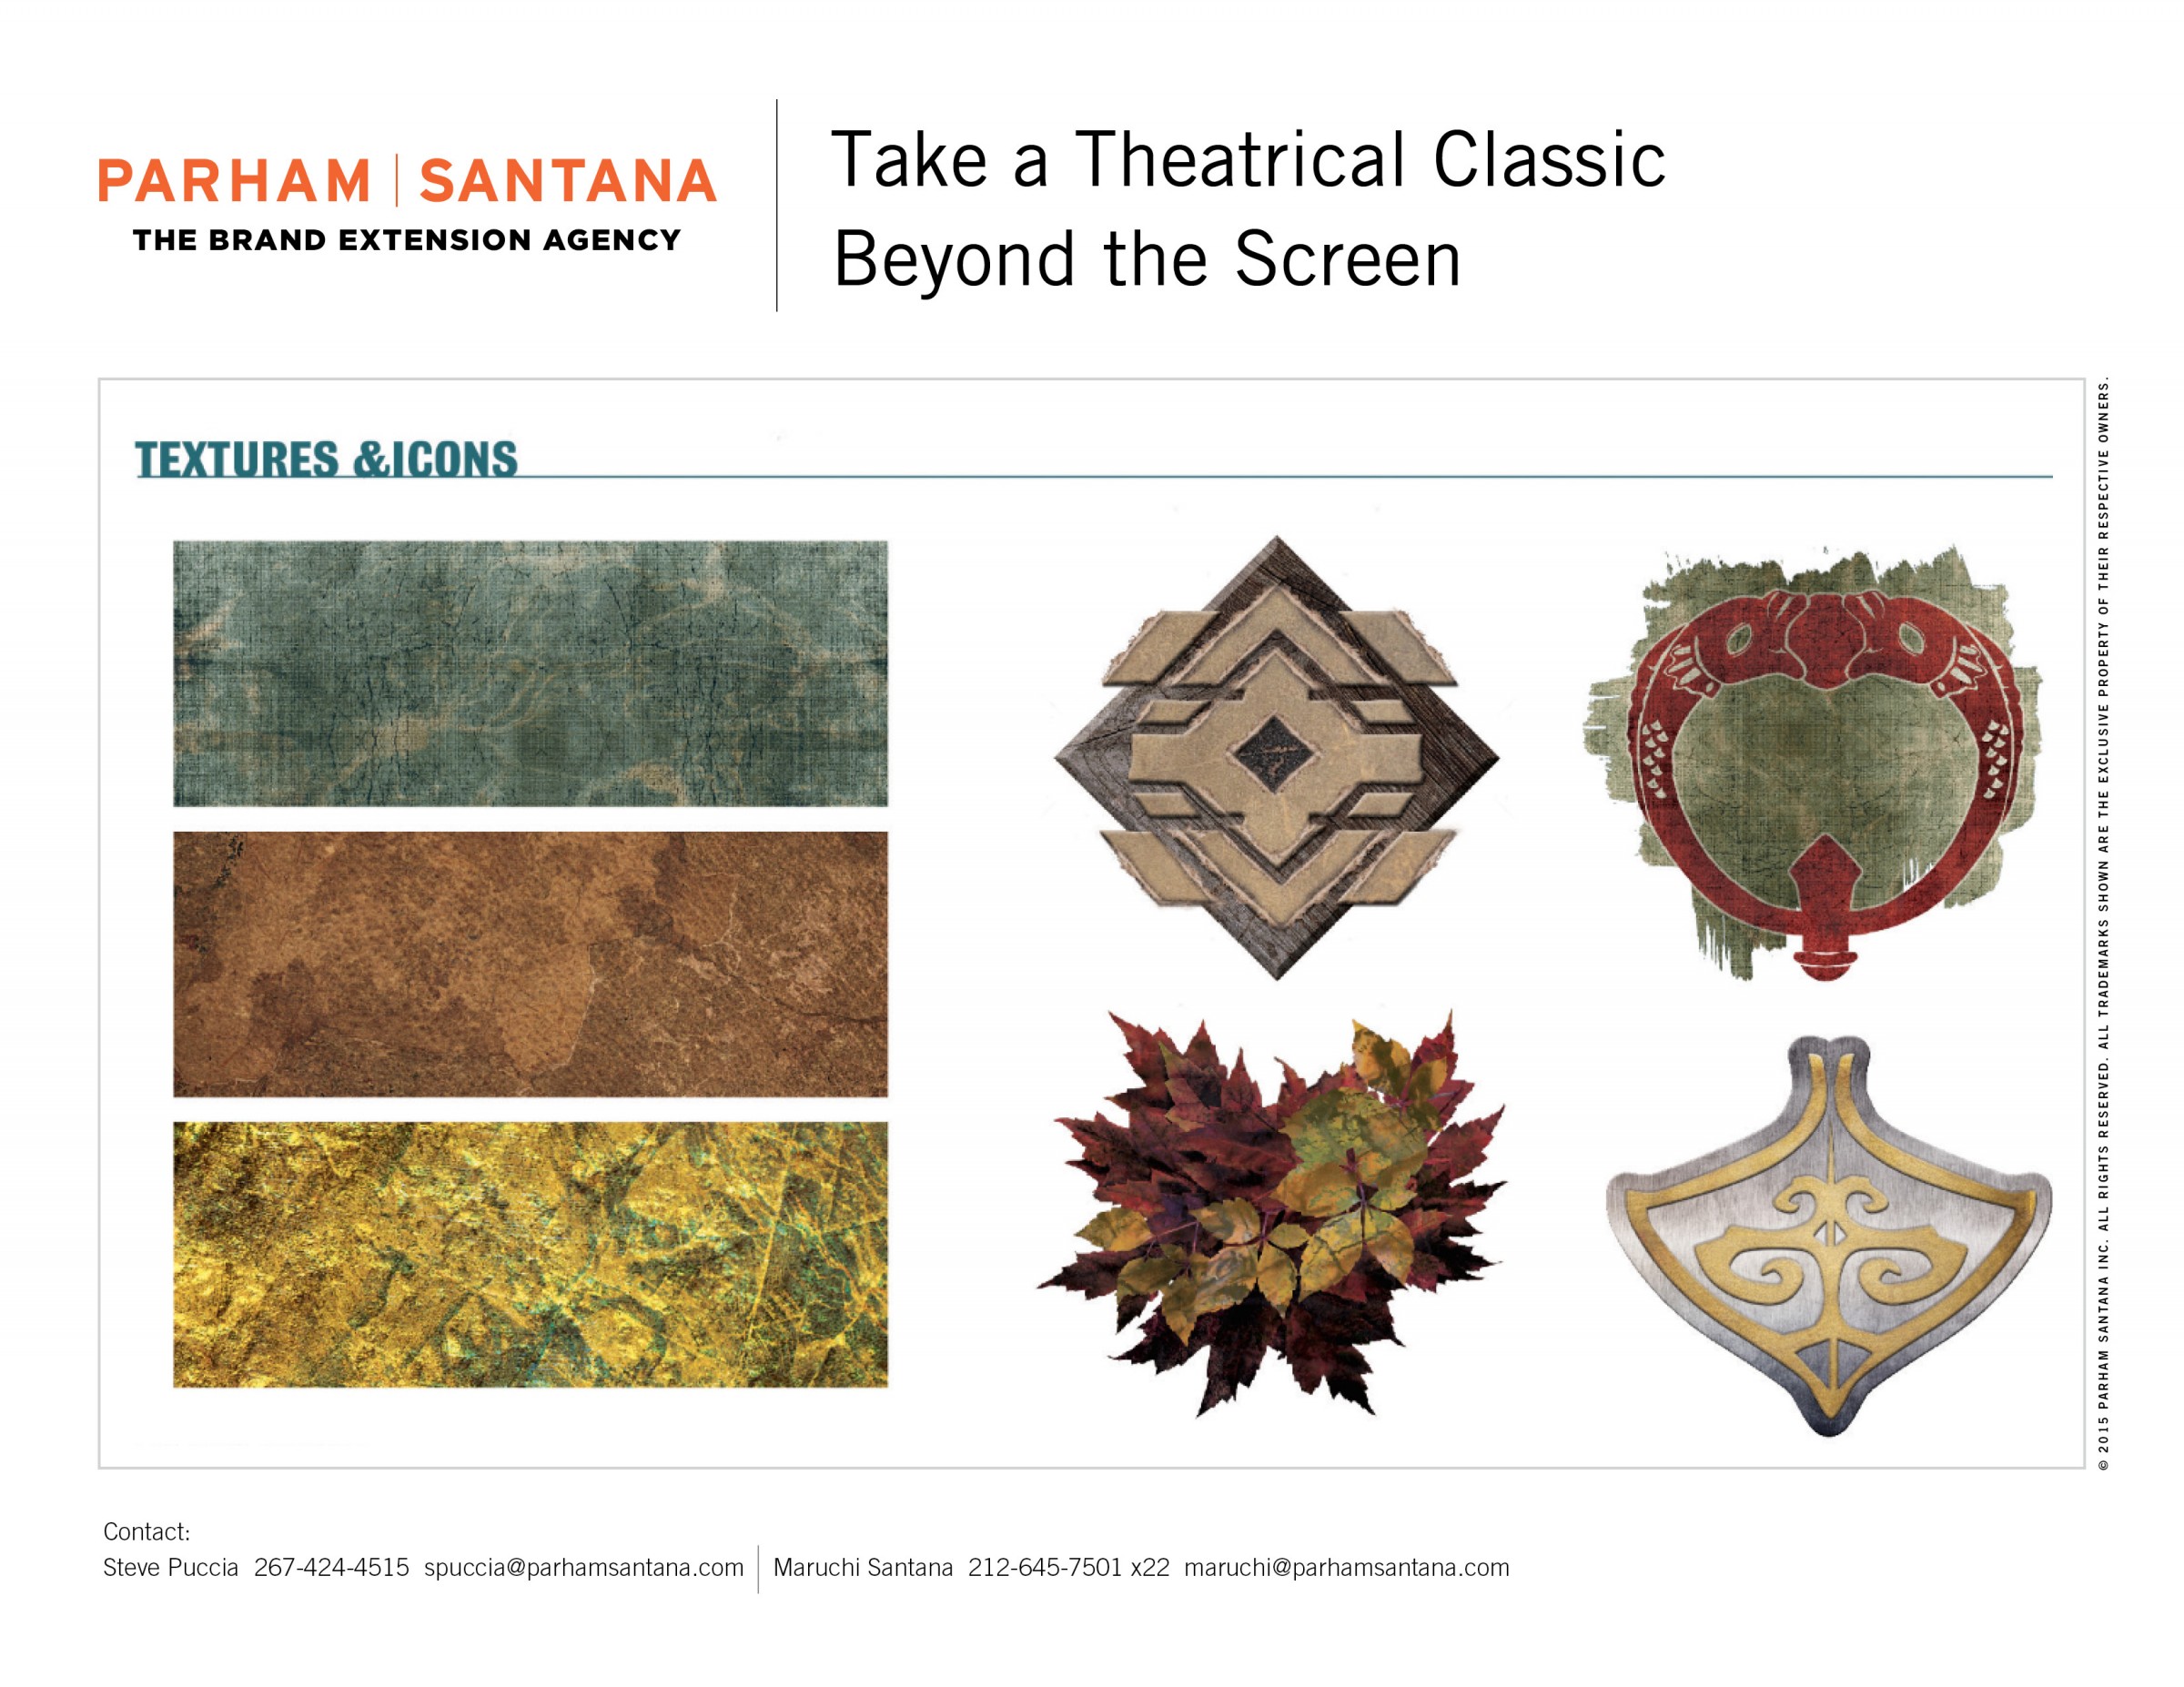 PARHAM | SANTANA
THE BRAND EXTENSION AGENCY
Take a Theatrical Classic
Beyond the Screen
TEXTURES &ICONS
© 2015 PARHAM SANTANA INC. ALL RIGHTS RESERVED. ALL TRADEMARKS SHOWN ARE THE EXCLUSIVE PROPERTY OF THEIR RESPECTIVE OWNERS.
Contact:
Steve Puccia 267-424-4515 spuccia@parhamsantana.com | Maruchi Santana 212-645-7501 x22 maruchi@parhamsantana.com